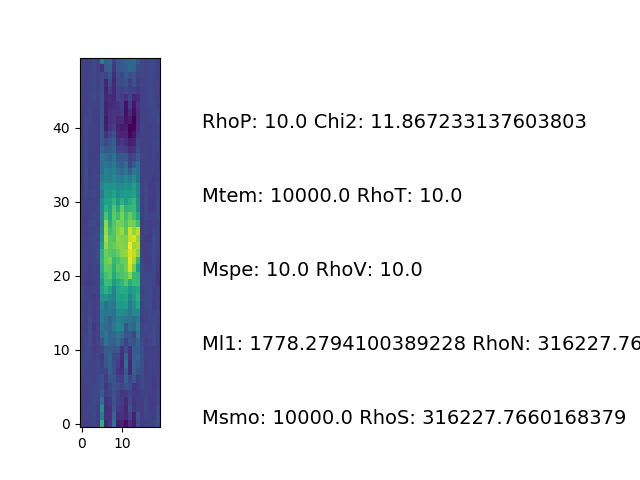 RhoP: 10.0 Chi2: 11.867233137603803
40
Mtem: 10000.0 RhoT: 10.0
30
Mspe: 10.0 RhoV: 10.0
20
Ml1: 1778.2794100389228 RhoN: 316227.76
10
Msmo: 10000.0 RhoS: 316227.7660168379
0
0 10